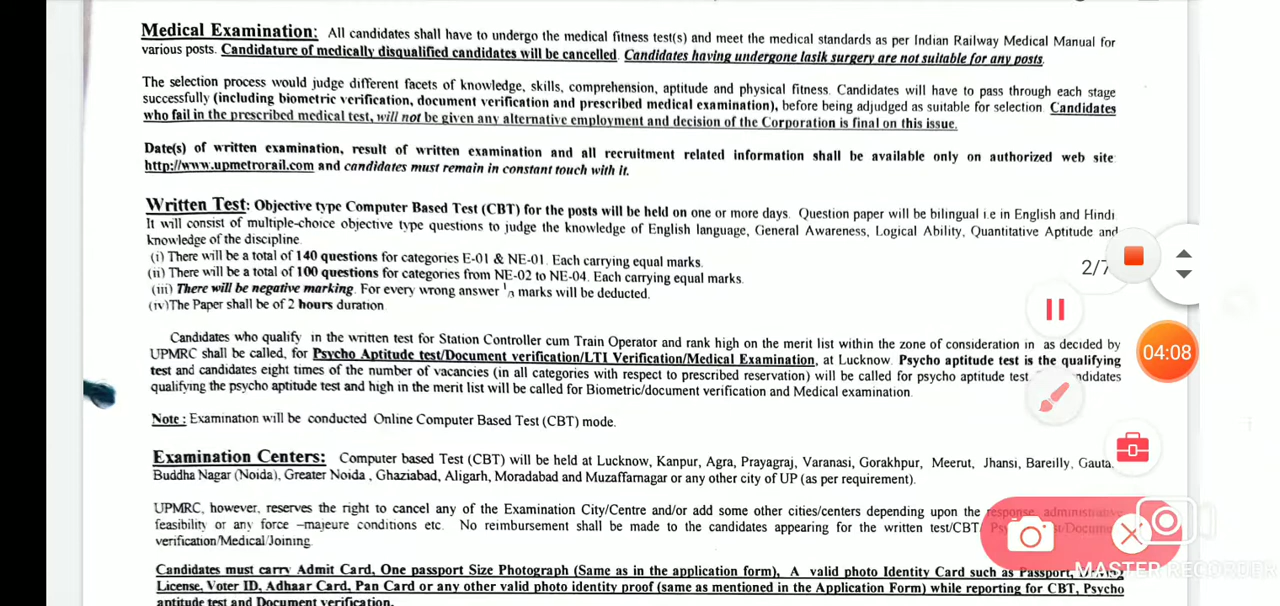 Medical Examination: All candidates shall have to undergo the medical fitness test(s) and meet the medical standards as per Indian Railway Medical Manual for
various posts. Candidature of medically disqualified candidates will be cancelled. Candidates having undergone lasik surgery are not suitable for any posts.
The selection process would judge different facets of knowledge, skills, comprehension, aptitude and physical fitness. Candidates will have to pass through each stage
successfully (including biometric verification, document verification and prescribed medical examination), before being adjudged as suitable for selection. Candidates
who fail in the prescribed medical test, will not be given any alternative employment and decision of the Corporation is final on this issue.
Date(s) of written examination, result of written examination and all recruitment related information shall be available only on authorized web site:
http://www.upmetrorail.com and candidates must remain in constant touch with it.
Written Test: Objective type Computer Based Test (CBT) for the posts will be held on one or more days. Question paper will be bilingual i.e in English and Hindi
It will consist of multiple-choice objective type questions to judge the knowledge of English language, General Awareness, Logical Ability, Quantitative Aptitude and
knowledge of the discipline.
(i) There will be a total of 140 questions for categories E-01 & NE-01. Each carrying equal marks.
(ii) There will be a total of 100 questions for categories from NE-02 to NE-04. Each carrying equal marks.
2/7
(iii) There will be negative marking. For every wrong answer marks will be deducted.
(iv)The Paper shall be of 2 hours duration
Candidates who qualify in the written test for Station Controller cum Train Operator and rank high on the merit list within the zone of consideration in as decided by
04:08
UPMRC shall be called, for Psycho Aptitude test/Document verification/LTI Verification/Medical Examination, at Lucknow. Psycho aptitude test is the qualifying
test and candidates eight times of the number of vacancies (in all categories with respect to prescribed reservation) will be called for psycho aptitude test.
qualifying the psycho aptitude test and high in the merit list will be called for Biometric/document verification and Medical examination.
Note : Examination will be conducted Online Computer Based Test (CBT) mode.
Examination Centers: Computer based Test (CBT) will be held at Lucknow, Kanpur, Agra, Prayagraj, Varanasi, Gorakhpur, Meerut, Jhansi, Bareilly, Gauta
Buddha Nagar (Noida), Greater Noida , Ghaziabad, Aligarh, Moradabad and Muzaffarnagar or any other city of UP (as per requirement).
UPMRC, however, reserves the right to cancel any of the Examination City/Centre and/or add some other cities/centers depending upon the response, administrative
feasibility or any force –majeure conditions etc. No reimbursement shall be made to the candidates appearing for the written test/CBT
verification/Medical/Joining
MASTER RECORDER
Candidates must carry Admit Card, One passport Size Photograph (Same as in the application form), A valid photo Identity Card such as Passport,
License, Voter ID, Adhaar Card, Pan Card or any other valid photo identity proof (same as mentioned in the Application Form) while reporting for CBT, Psycho
aptitude test and Document verification.